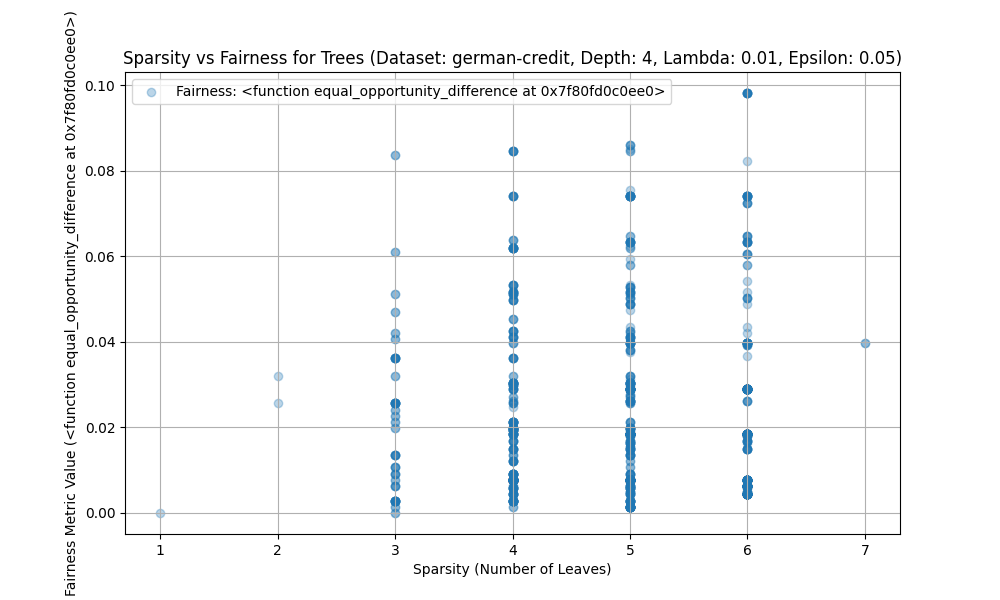 Sparsity vs Fairness for Trees (Dataset: german-credit, Depth: 4, Lambda: 0.01, Epsilon: 0.05)
Fairness: <function equal_opportunity_difference at 0x7f80fd0c0ee0>
Fairness Metric Value (<function equal_opportunity_difference at 0x7f80fd0c0ee0>)
0.10
0.08
0.06
0.04
0.02
0.00
1 2 3 4 5 6 7
Sparsity (Number of Leaves)